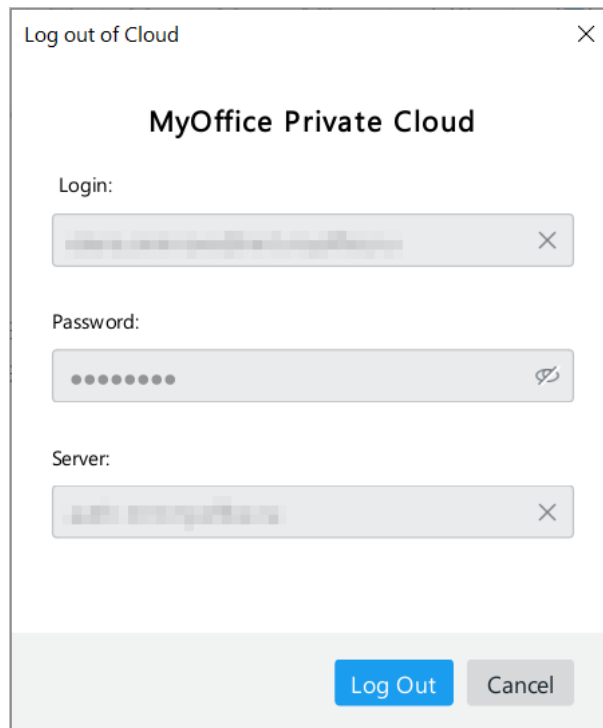 Log out of Cloud
MyOffice Private Cloud
Login:
Password:
••••••••
Server:
Log Out
Cancel